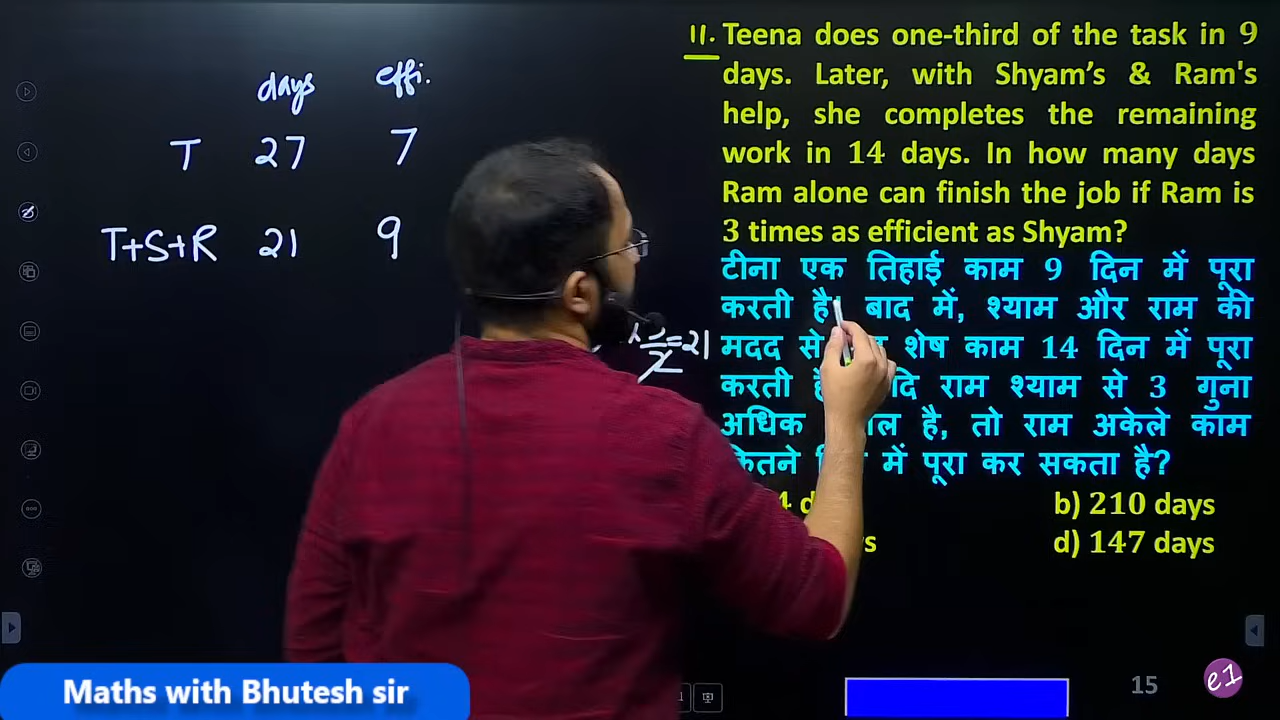 days effi.
T 27 7
T+S+R 21 9
=21
11. Teena does one-third of the task in 9
days. Later, with Shyam’s & Ram's
help, she completes the remaining
work in 14 days. In how many days
Ram alone can finish the job if Ram is
3 times as efficient as Shyam?
टीना एक तिहाई काम 9 दिन में पूरा
करती है बाद में, श्याम और राम की
मदद से शेष काम 14 दिन में पूरा
करती राम श्याम से 3 गुना
अधिक है, तो राम अकेले काम
में पूरा कर सकता है?
b) 210 days
d) 147 days
Maths with Bhutesh sir
15
e1